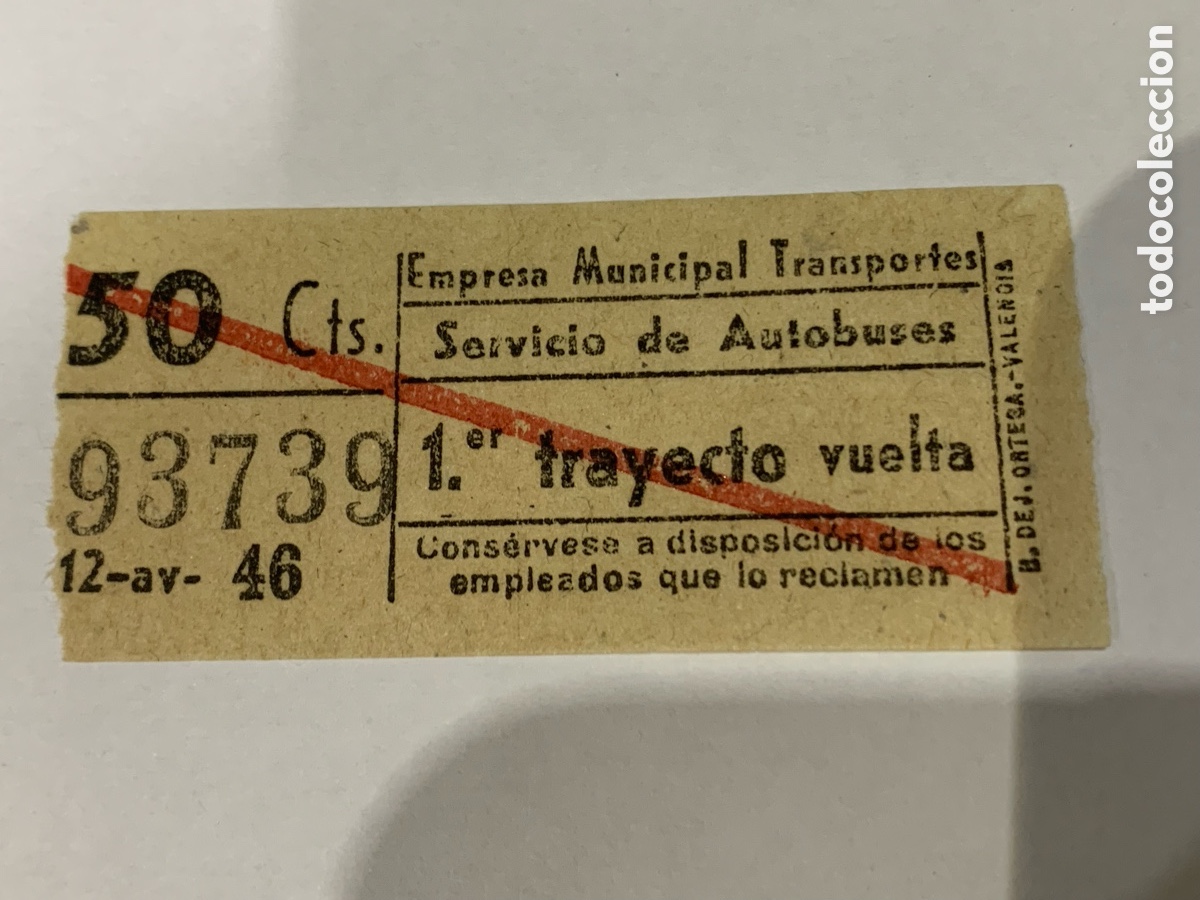 50 Cts.
93739
12-av- 46
Empresa Municipal Transportes
Servicio de Autobuses
1.er trayecto vuelta
Consérvese a disposición de los
empleados que lo reclamen
B. DE J. ORTEGA.-VALENCIA
todocoleccion